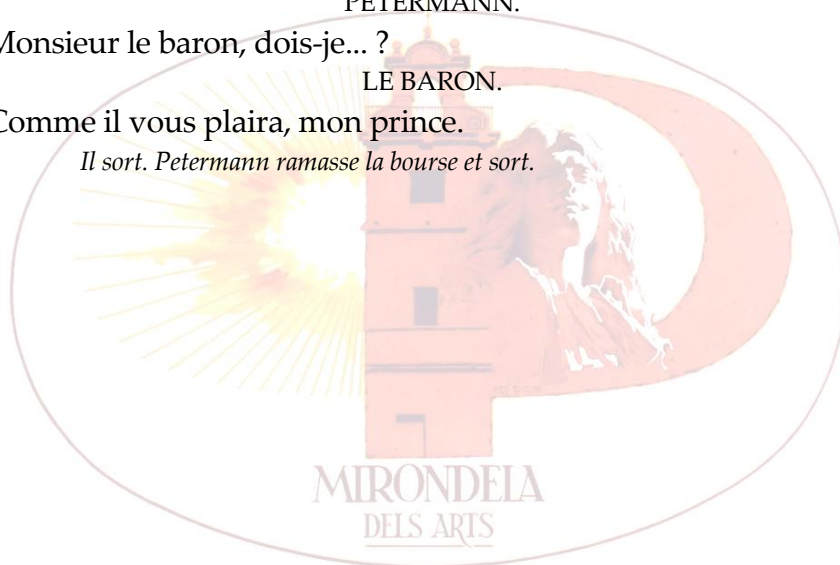 PETERMANN.
Monsieur le baron, dois-je... ?
LE BARON.
Comme il vous plaira, mon prince.
Il sort. Petermann ramasse la bourse et sort.
MIRONDELA
DELS ARTS